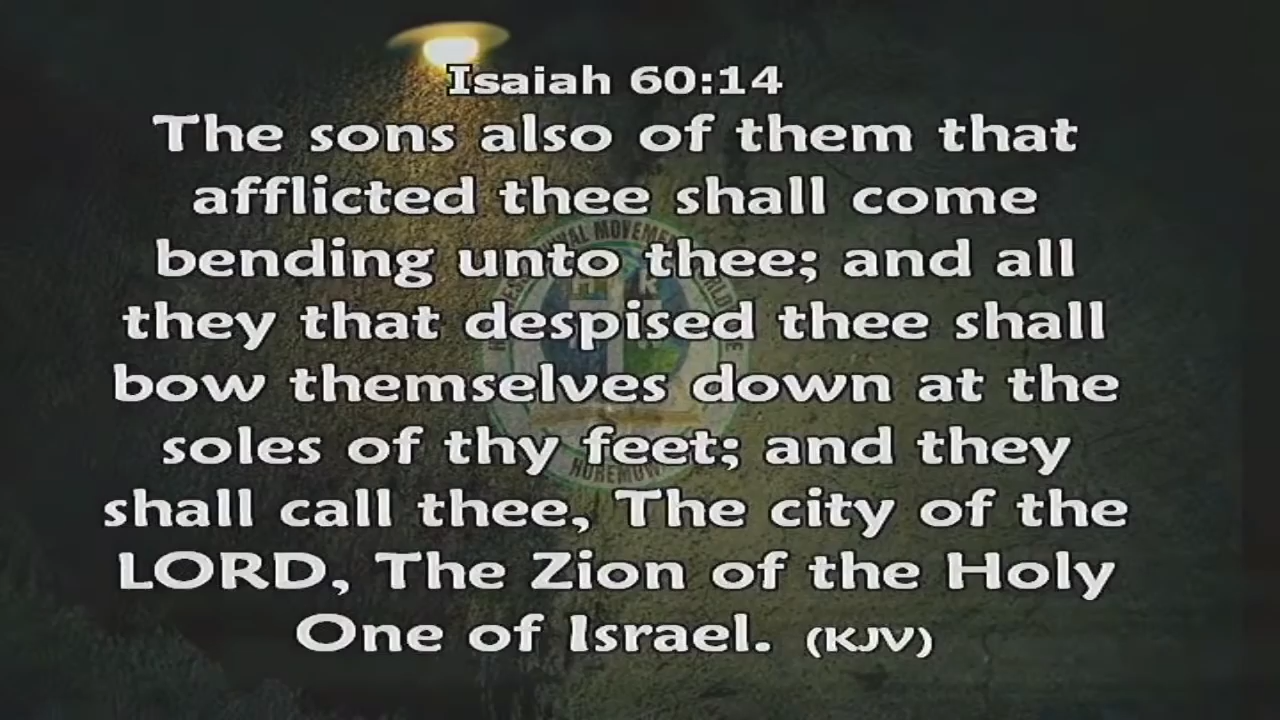 Isaiah 60:14
The sons also of them that
afflicted thee shall come
bending unto thee; and all
they that despised thee shall
bow themselves down at the
soles of thy feet; and they
shall call thee, The city of the
LORD, The Zion of the Holy
One of Israel. (KJV)